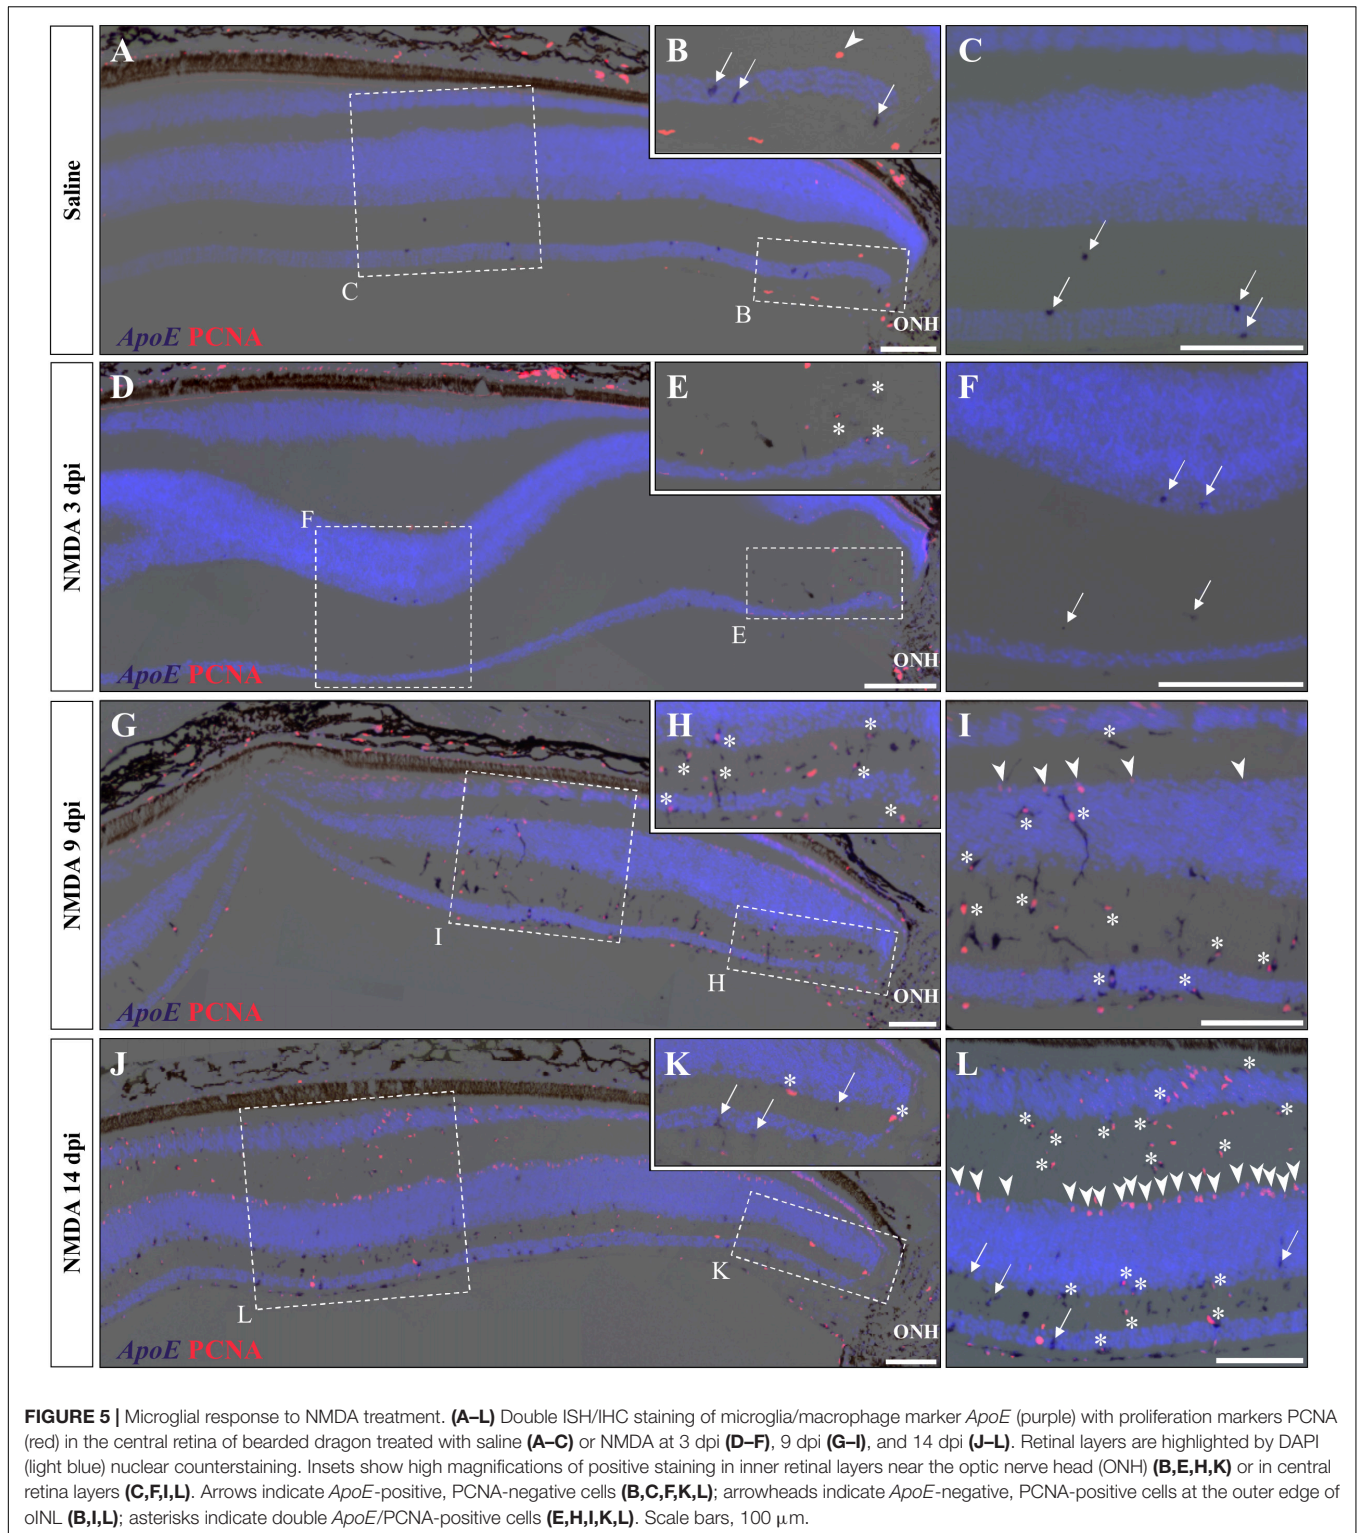 Saline
A
B
C
C
B
ONH
ApoE PCNA
NMDA 3 dpi
D
E
F
F
E
ONH
ApoE PCNA
NMDA 9 dpi
G
H
I
I
H
ONH
ApoE PCNA
NMDA 14 dpi
J
K
L
K
L
ONH
ApoE PCNA
FIGURE 5 | Microglial response to NMDA treatment. (A–L) Double ISH/IHC staining of microglia/macrophage marker ApoE (purple) with proliferation markers PCNA
(red) in the central retina of bearded dragon treated with saline (A–C) or NMDA at 3 dpi (D–F), 9 dpi (G–I), and 14 dpi (J–L). Retinal layers are highlighted by DAPI
(light blue) nuclear counterstaining. Insets show high magnifications of positive staining in inner retinal layers near the optic nerve head (ONH) (B,E,H,K) or in central
retina layers (C,F,I,L). Arrows indicate ApoE-positive, PCNA-negative cells (B,C,F,K,L); arrowheads indicate ApoE-negative, PCNA-positive cells at the outer edge of
oINL (B,I,L); asterisks indicate double ApoE/PCNA-positive cells (E,H,I,K,L). Scale bars, 100 μm.